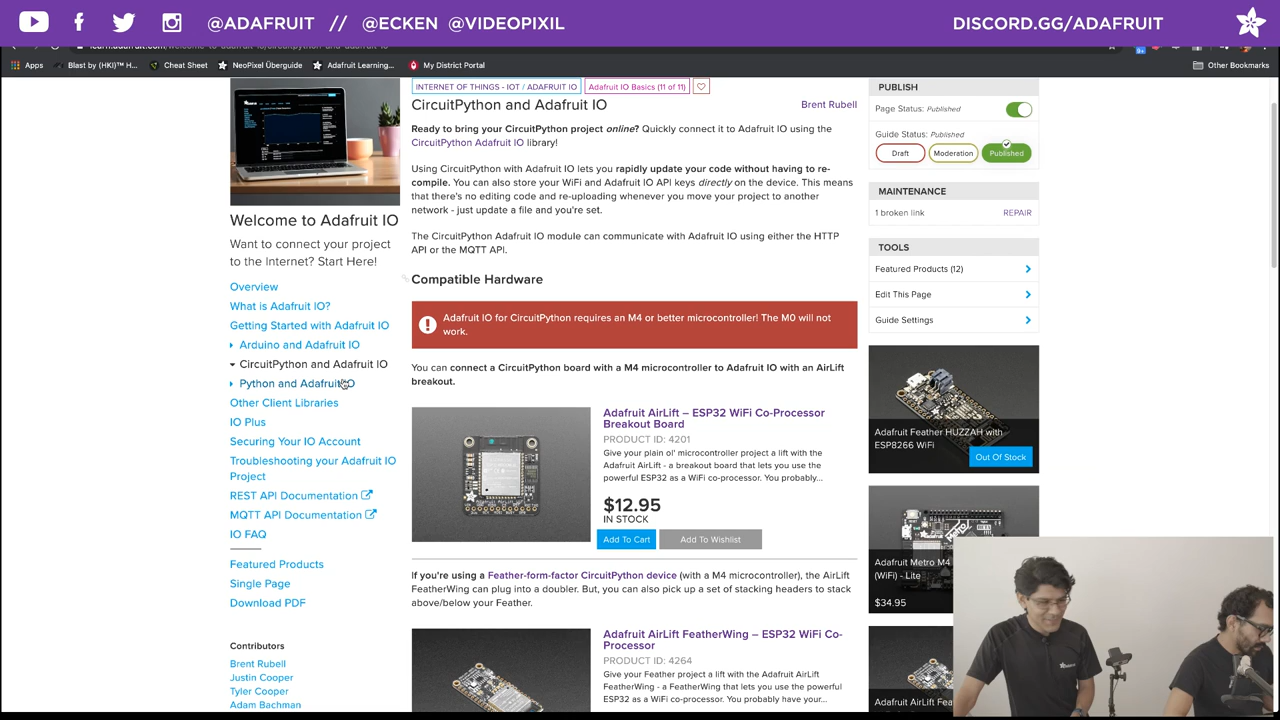 @ADAFRUIT // @ECKEN @VIDEOPIXIL
DISCORD.GG/ADAFRUIT
Apps
Blast by {HKI}™ H...
Cheat Sheet
NeoPixel Überguide
Adafruit Learning...
My District Portal
Other Bookmarks
Welcome to Adafruit IO
Want to connect your project
to the Internet? Start Here!
Overview
What is Adafruit IO?
Getting Started with Adafruit IO
Arduino and Adafruit IO
CircuitPython and Adafruit IO
Python and Adafruit IO
Other Client Libraries
IO Plus
Securing Your IO Account
Troubleshooting your Adafruit IO
Project
REST API Documentation
MQTT API Documentation
IO FAQ
Featured Products
Single Page
Download PDF
Contributors
Brent Rubell
Justin Cooper
Tyler Cooper
Adam Bachman
INTERNET OF THINGS - IOT / ADAFRUIT IO
Adafruit IO Basics (11 of 11)
CircuitPython and Adafruit IO
Brent Rubell
Ready to bring your CircuitPython project online? Quickly connect it to Adafruit IO using the
CircuitPython Adafruit IO library!
Using CircuitPython with Adafruit IO lets you rapidly update your code without having to re-
compile. You can also store your WiFi and Adafruit IO API keys directly on the device. This means
that there's no editing code and re-uploading whenever you move your project to another
network - just update a file and you're set.
The CircuitPython Adafruit IO module can communicate with Adafruit IO using either the HTTP
API or the MQTT API.
Compatible Hardware
Adafruit IO for CircuitPython requires an M4 or better microcontroller! The M0 will not
work.
You can connect a CircuitPython board with a M4 microcontroller to Adafruit IO with an AirLift
breakout.
Adafruit AirLift – ESP32 WiFi Co-Processor
Breakout Board
PRODUCT ID: 4201
Give your plain ol' microcontroller project a lift with the
Adafruit AirLift - a breakout board that lets you use the
powerful ESP32 as a WiFi co-processor. You probably...
$12.95
IN STOCK
Add To Cart
Add To Wishlist
If you're using a Feather-form-factor CircuitPython device (with a M4 microcontroller), the AirLift
FeatherWing can plug into a doubler. But, you can also pick up a set of stacking headers to stack
above/below your Feather.
Adafruit AirLift FeatherWing – ESP32 WiFi Co-
Processor
PRODUCT ID: 4264
Give your Feather project a lift with the Adafruit AirLift
FeatherWing - a FeatherWing that lets you use the powerful
ESP32 as a WiFi co-processor. You probably have your...
PUBLISH
Page Status: Published
Guide Status: Published
Draft
Moderation
Published
MAINTENANCE
1 broken link
REPAIR
TOOLS
Featured Products (12)
Edit This Page
Guide Settings
Adafruit Feather HUZZAH with
ESP8266 WiFi
Out Of Stock
Adafruit Metro M4
(WiFi) - Lite
$34.95
Adafruit AirLift Fea